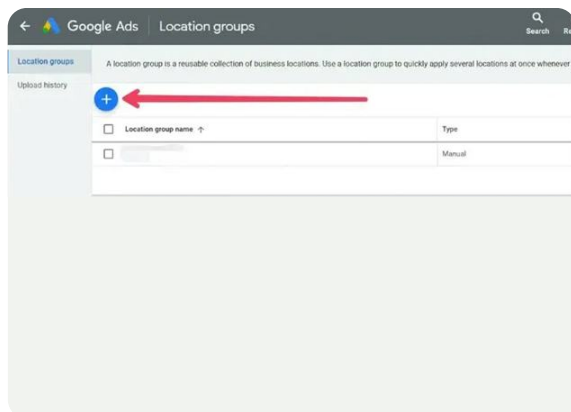 ← Google Ads Location groups
Search
Location groups
A location group is a reusable collection of business locations. Use a location group to quickly apply several locations at once whenever
Upload history
+
Location group name ↑
Type
Manual